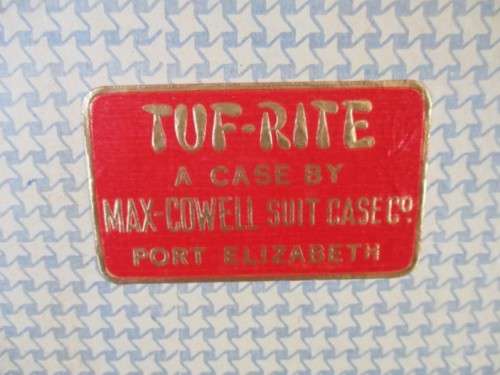 TUF-RITE
A CASE BY
MAX-COWELL SUIT CASE Cº.
PORT ELIZABETH